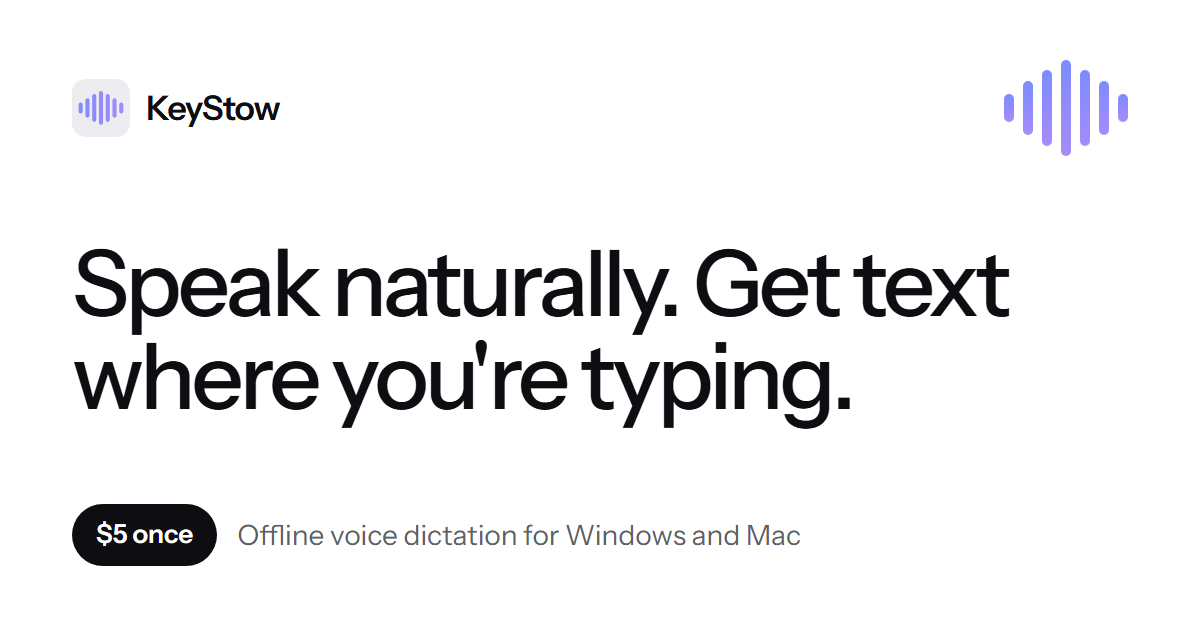 KeyStow
Speak naturally. Get text
where you're typing.
$5 once
Offline voice dictation for Windows and Mac